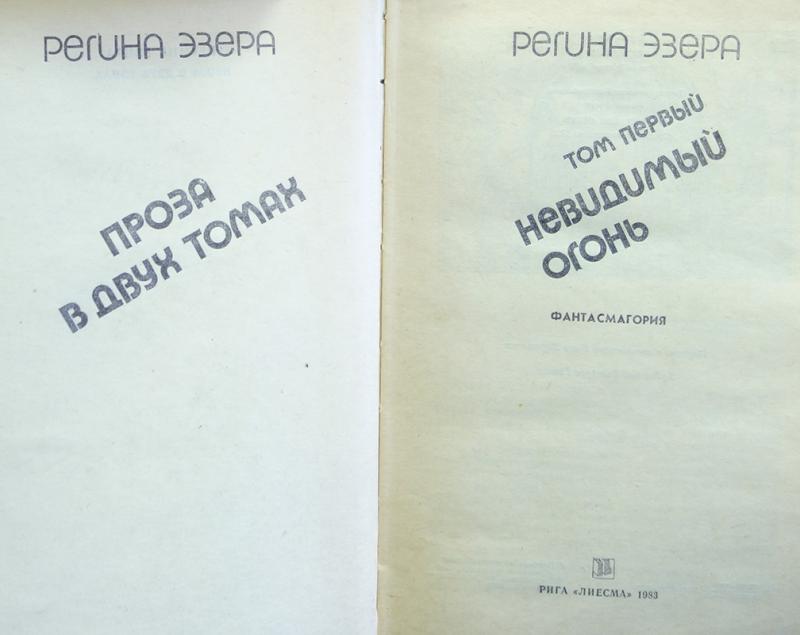 РЕГИНА ЭЗЕРА
ПРОЗА
В ДВУХ ТОМАХ
РЕГИНА ЭЗЕРА
ТОМ ПЕРВЫЙ
НЕВИДИМЫЙ
ОГОНЬ
ФАНТАСМАГОРИЯ
РИГА «ЛИЕСМА» 1983